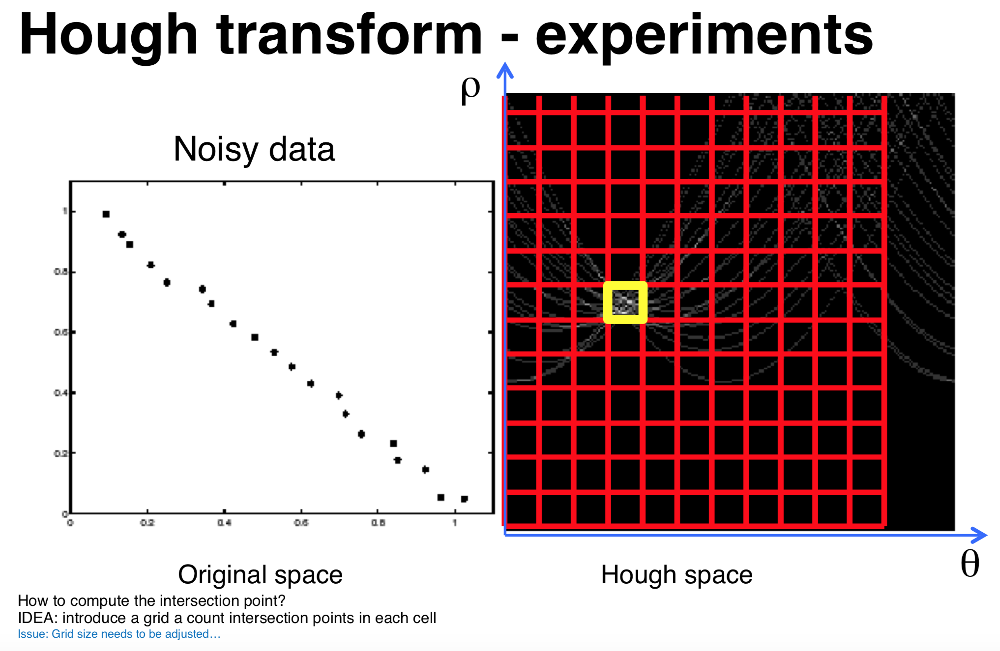 Hough transform - experiments
ρ
Noisy data
1
0.8
0.6
0.4
0.2
0
0 0.2 0.4 0.6 0.8 1
θ
Original space
Hough space
How to compute the intersection point?
IDEA: introduce a grid a count intersection points in each cell
Issue: Grid size needs to be adjusted…